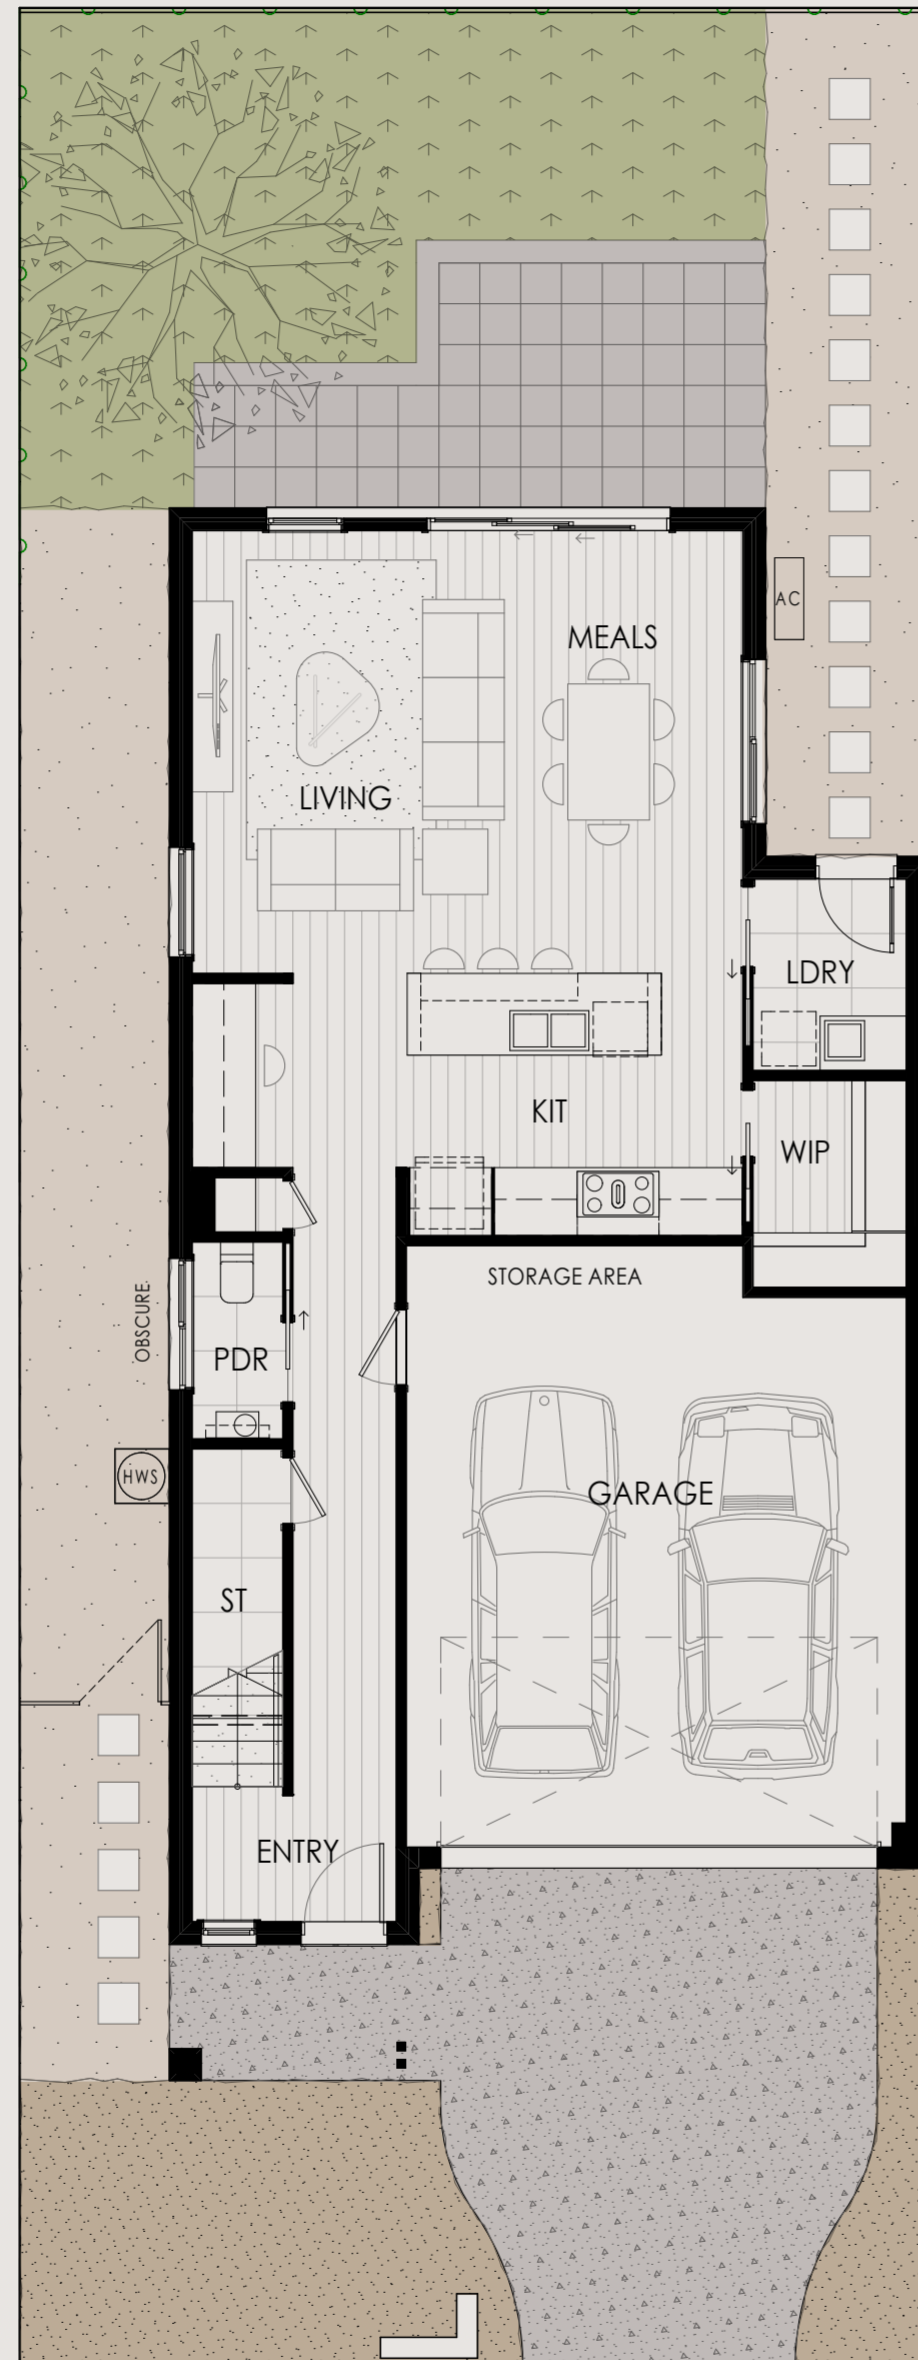 AC
MEALS
LIVING
LDRY
KIT
WIP
STORAGE AREA
OBSCURE
PDR
HWS
GARAGE
ST
ENTRY